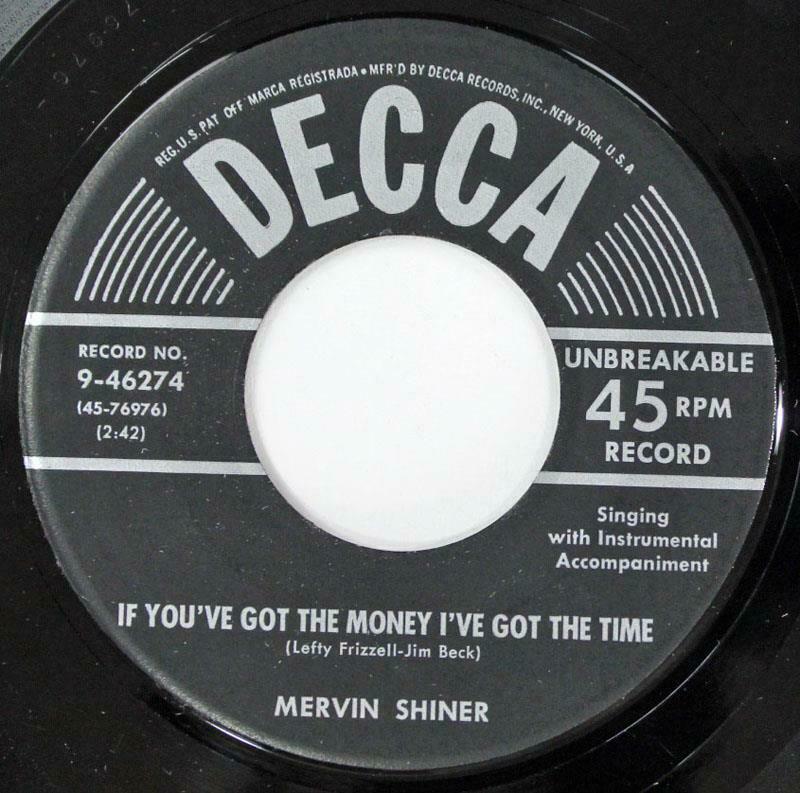 REG. U.S. PAT OFF MARCA REGISTRADA • MFR'D BY DECCA RECORDS, INC., NEW YORK, U.S.A
DECCA
RECORD NO.
9-46274
(45-76976)
(2:42)
UNBREAKABLE
45 RPM
RECORD
Singing
with Instrumental
Accompaniment
IF YOU'VE GOT THE MONEY I'VE GOT THE TIME
(Lefty Frizzell-Jim Beck)
MERVIN SHINER